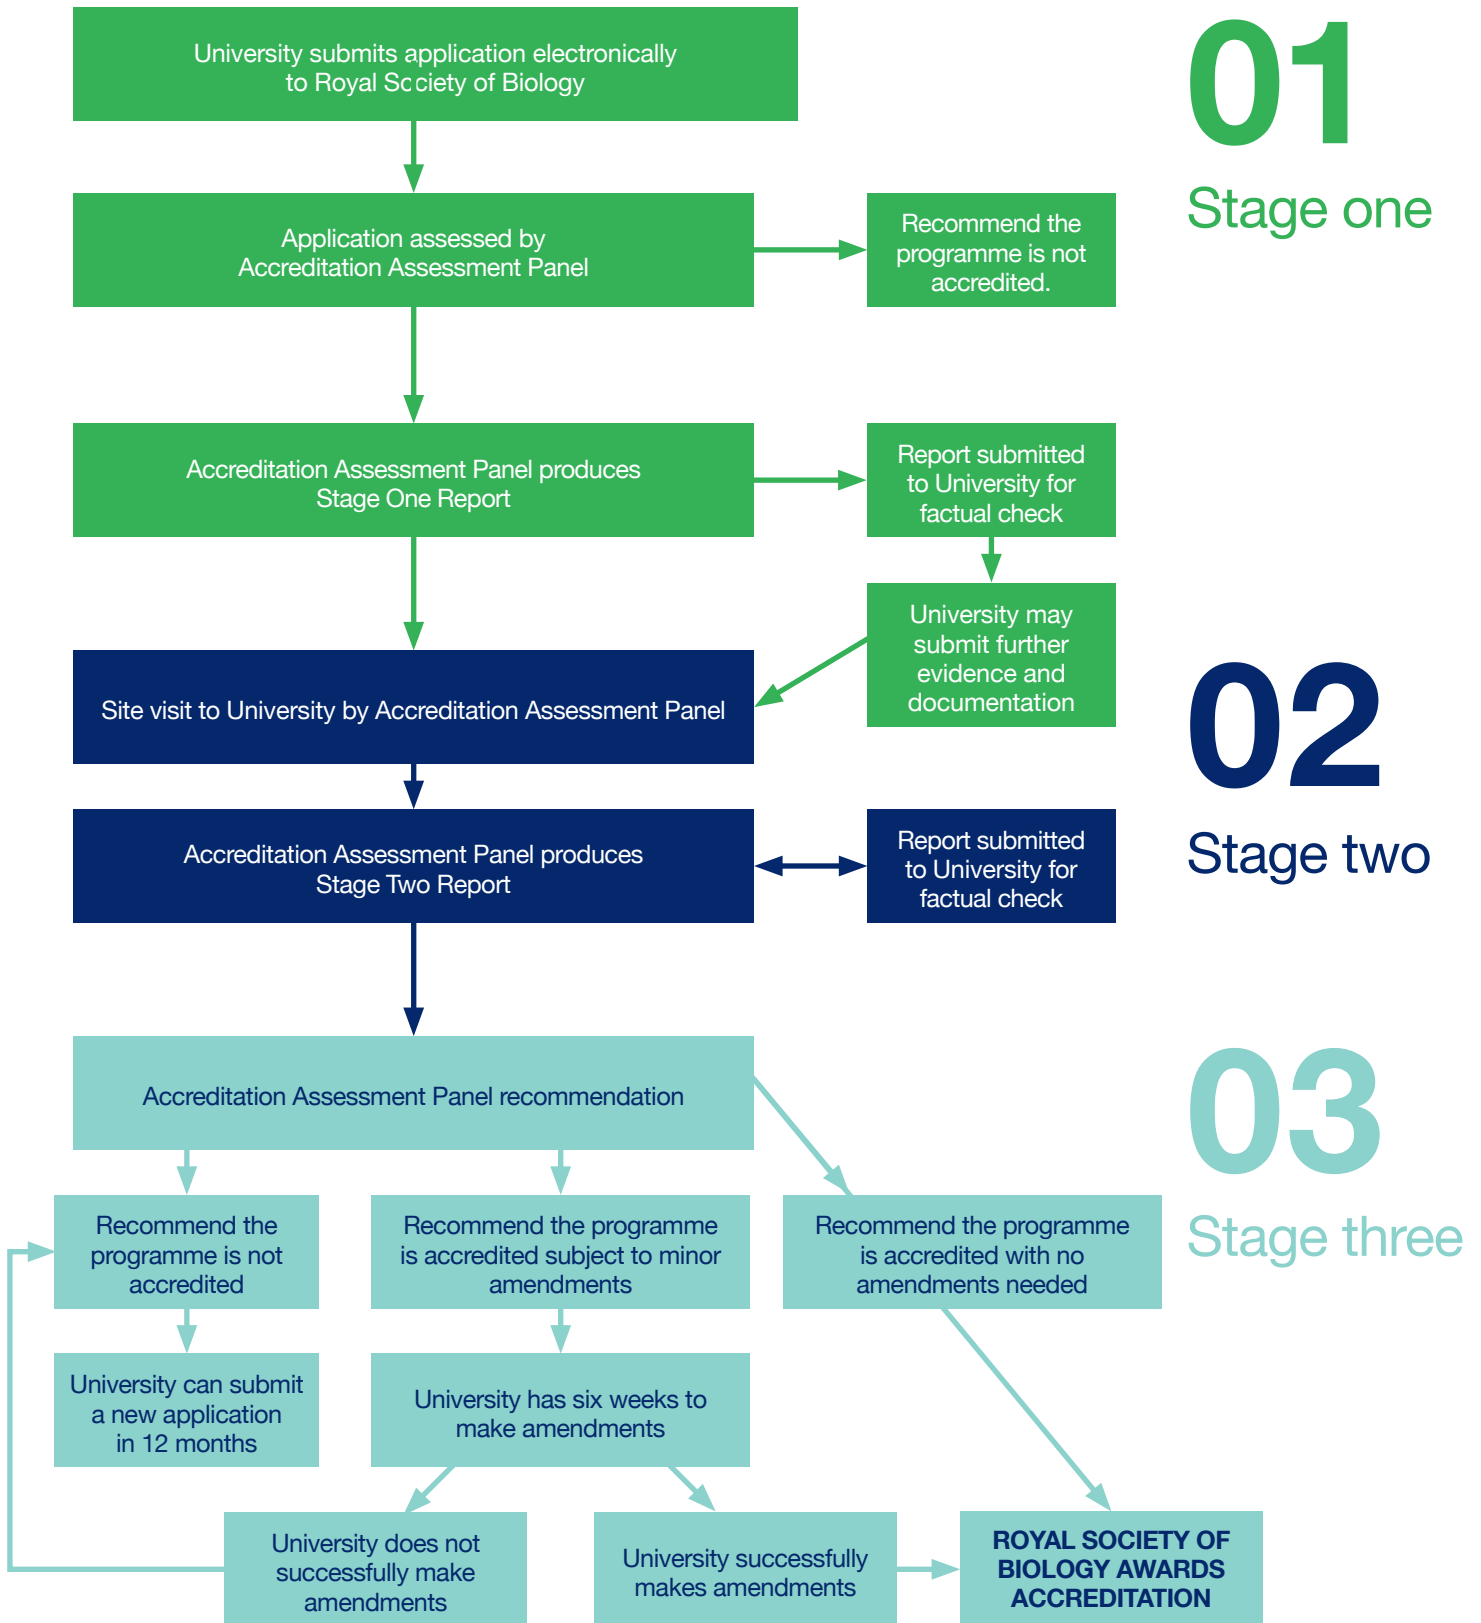 University submits application electronically
to Royal Society of Biology
01
Stage one
Application assessed by
Accreditation Assessment Panel
Recommend the
programme is not
accredited.
Accreditation Assessment Panel produces
Stage One Report
Report submitted
to University for
factual check
University may
submit further
evidence and
documentation
Site visit to University by Accreditation Assessment Panel
02
Stage two
Accreditation Assessment Panel produces
Stage Two Report
Report submitted
to University for
factual check
Accreditation Assessment Panel recommendation
03
Stage three
Recommend the
programme is not
accredited
Recommend the programme
is accredited subject to minor
amendments
Recommend the programme
is accredited with no
amendments needed
University can submit
a new application
in 12 months
University has six weeks to
make amendments
University does not
successfully make
amendments
University successfully
makes amendments
ROYAL SOCIETY OF
BIOLOGY AWARDS
ACCREDITATION